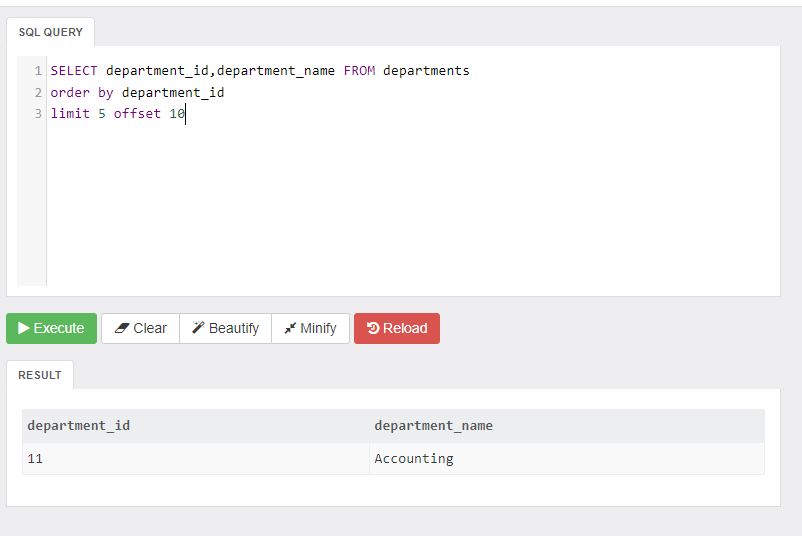 SQL QUERY
1 SELECT department_id,department_name FROM departments
2 order by department_id
3 limit 5 offset 10
Execute Clear Beautify Minify Reload
RESULT
department_id department_name
11 Accounting